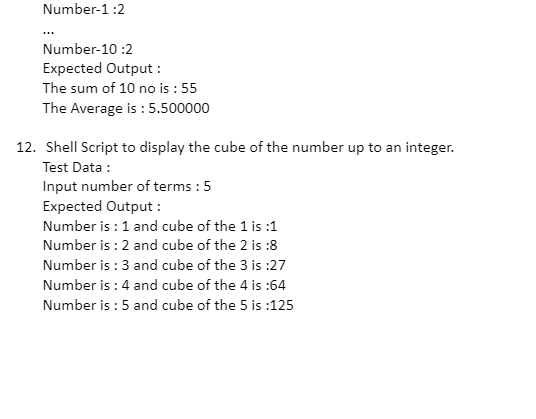 Number-1 :2
...
Number-10 :2
Expected Output :
The sum of 10 no is : 55
The Average is : 5.500000
12. Shell Script to display the cube of the number up to an integer.
Test Data :
Input number of terms : 5
Expected Output :
Number is : 1 and cube of the 1 is :1
Number is : 2 and cube of the 2 is :8
Number is : 3 and cube of the 3 is :27
Number is : 4 and cube of the 4 is :64
Number is : 5 and cube of the 5 is :125